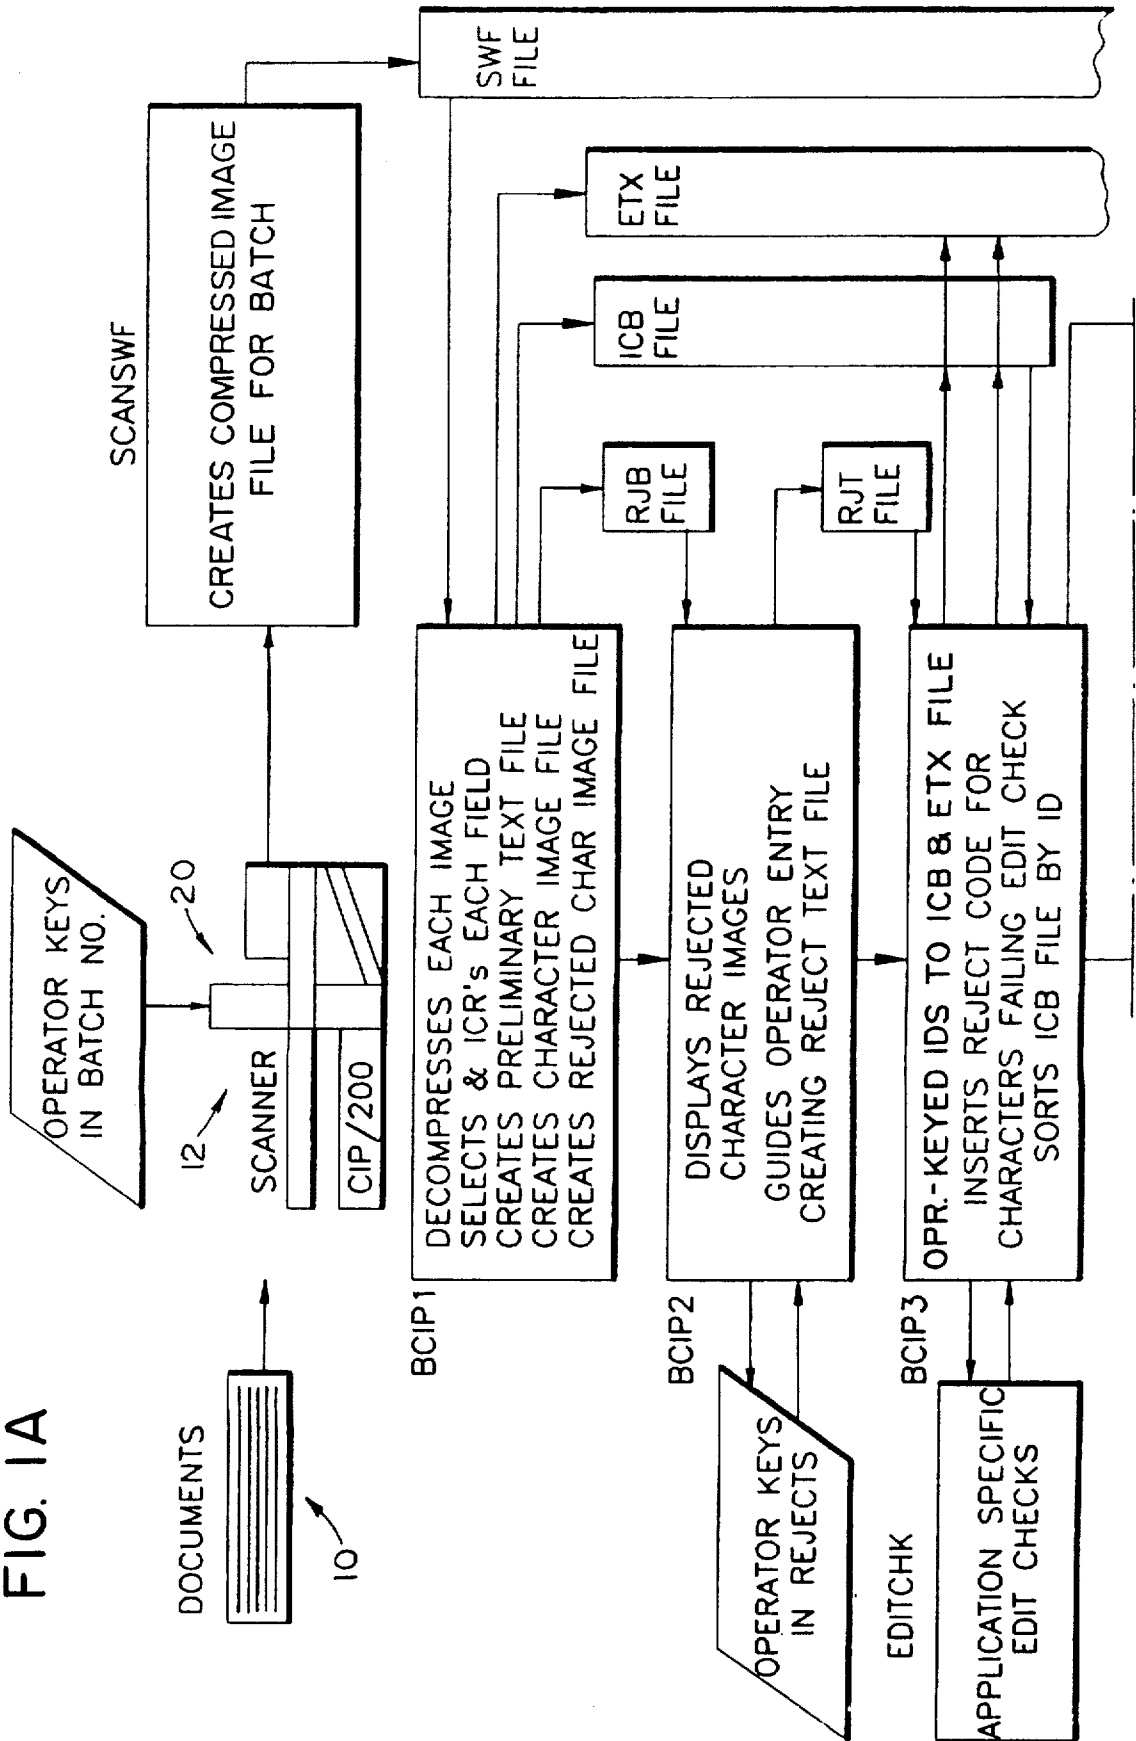 FIG. 1A
OPERATOR KEYS
IN BATCH NO.
DOCUMENTS
10
12
20
SCANNER
CIP/200
SCANSWF
CREATES COMPRESSED IMAGE
FILE FOR BATCH
SWF
FILE
BCIP1
DECOMPRESSES EACH IMAGE
SELECTS & ICR's EACH FIELD
CREATES PRELIMINARY TEXT FILE
CREATES CHARACTER IMAGE FILE
CREATES REJECTED CHAR IMAGE FILE
ETX
FILE
ICB
FILE
RJB
FILE
BCIP2
DISPLAYS REJECTED
CHARACTER IMAGES
GUIDES OPERATOR ENTRY
CREATING REJECT TEXT FILE
OPERATOR KEYS
IN REJECTS
RJT
FILE
BCIP3
OPR.-KEYED IDS TO ICB & ETX FILE
INSERTS REJECT CODE FOR
CHARACTERS FAILING EDIT CHECK
SORTS ICB FILE BY ID
EDITCHK
APPLICATION SPECIFIC
EDIT CHECKS